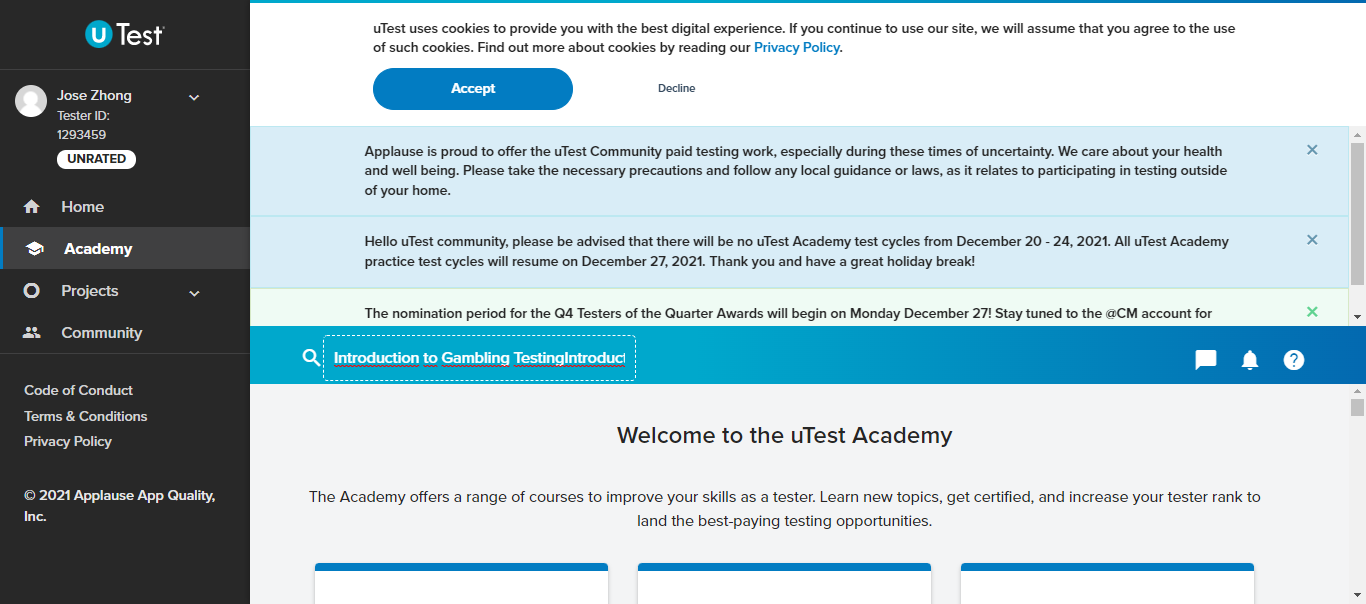 uTest
Jose Zhong
Tester ID:
1293459
UNRATED
Home
Academy
Projects
Community
Code of Conduct
Terms & Conditions
Privacy Policy
© 2021 Applause App Quality,
Inc.
uTest uses cookies to provide you with the best digital experience. If you continue to use our site, we will assume that you agree to the use
of such cookies. Find out more about cookies by reading our Privacy Policy.
Accept
Decline
Applause is proud to offer the uTest Community paid testing work, especially during these times of uncertainty. We care about your health
and well being. Please take the necessary precautions and follow any local guidance or laws, as it relates to participating in testing outside
of your home.
Hello uTest community, please be advised that there will be no uTest Academy test cycles from December 20 - 24, 2021. All uTest Academy
practice test cycles will resume on December 27, 2021. Thank you and have a great holiday break!
The nomination period for the Q4 Testers of the Quarter Awards will begin on Monday December 27! Stay tuned to the @CM account for
Introduction to Gambling TestingIntroduct
Welcome to the uTest Academy
The Academy offers a range of courses to improve your skills as a tester. Learn new topics, get certified, and increase your tester rank to
land the best-paying testing opportunities.